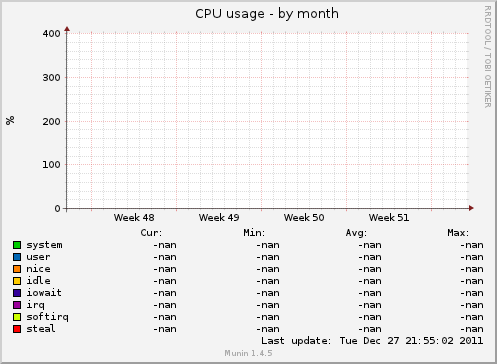 CPU usage - by month
RRDTOOL / TOBI OETIKER
%
400
300
200
100
0
Week 48 Week 49 Week 50 Week 51
Cur: Min: Avg: Max:
system -nan -nan -nan -nan
user -nan -nan -nan -nan
nice -nan -nan -nan -nan
idle -nan -nan -nan -nan
iowait -nan -nan -nan -nan
irq -nan -nan -nan -nan
softirq -nan -nan -nan -nan
steal -nan -nan -nan -nan
Last update: Tue Dec 27 21:55:02 2011
Munin 1.4.5